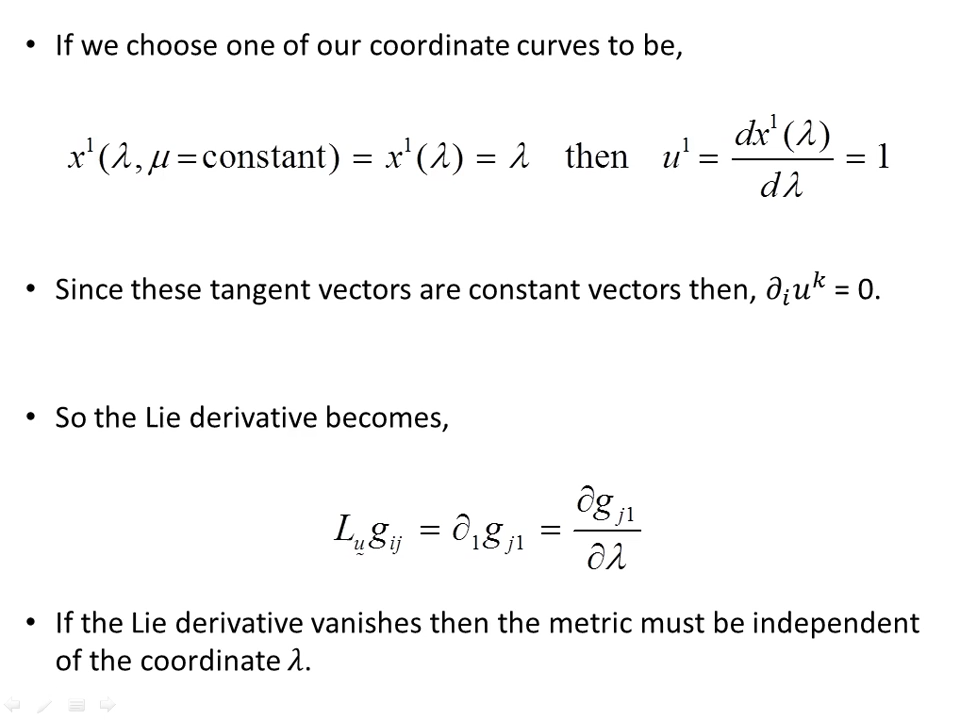 • If we choose one of our coordinate curves to be,
x¹(λ, μ = constant) = x¹(λ) = λ then u¹ = dx¹(λ)/dλ = 1
• Since these tangent vectors are constant vectors then, ∂ᵢuᵏ = 0.
• So the Lie derivative becomes,
L_ṵ g_ij = ∂₁g_j1 = ∂g_j1/∂λ
• If the Lie derivative vanishes then the metric must be independent
of the coordinate λ.